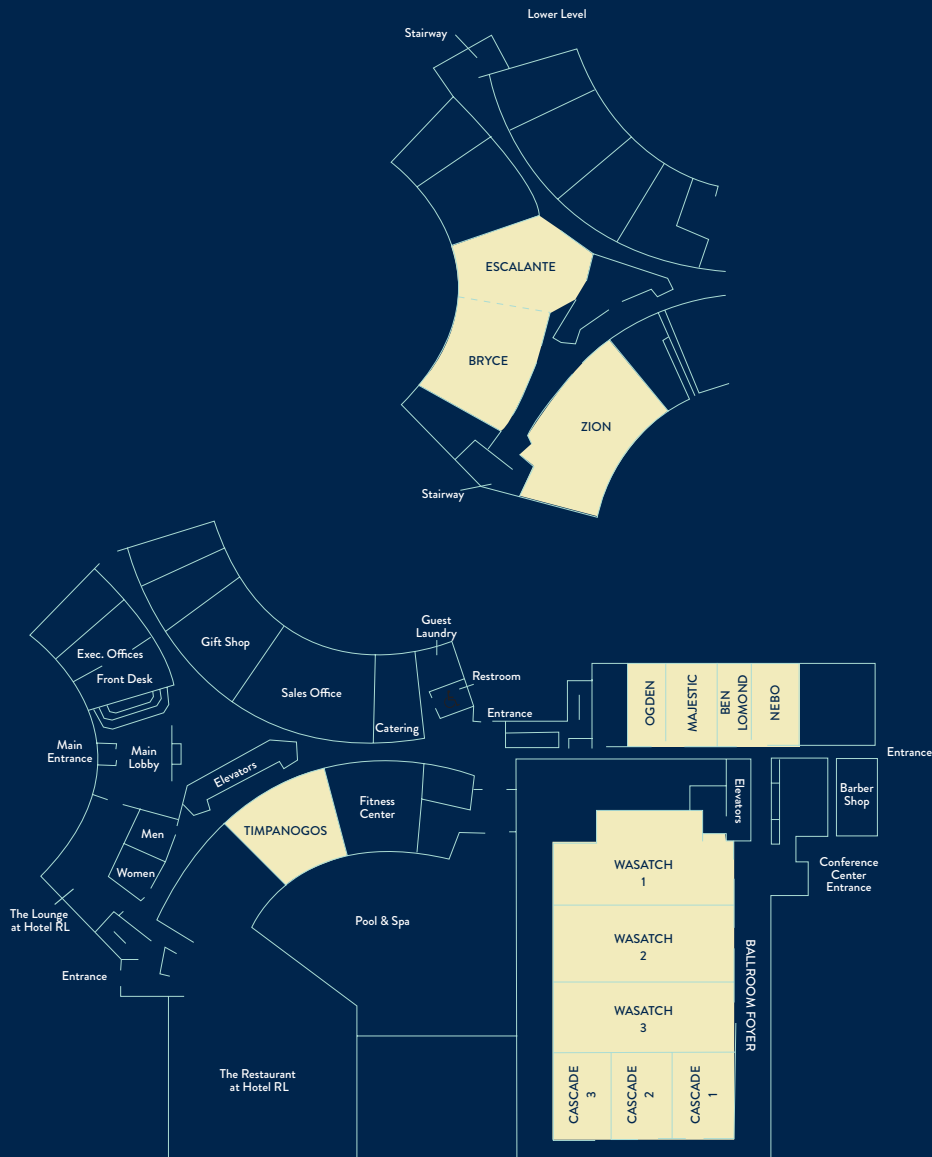 Lower Level
Stairway
ESCALANTE
BRYCE
ZION
Stairway
Guest
Laundry
Gift Shop
Exec. Offices
Front Desk
Restroom
Sales Office
Catering
Entrance
OGDEN
MAJESTIC
BEN
LOMOND
NEBO
Main
Entrance
Main
Lobby
Elevators
Entrance
Elevators
Barber
Shop
Fitness
Center
TIMPANOGOS
Men
Women
WASATCH
1
Conference
Center
Entrance
The Lounge
at Hotel RL
Pool & Spa
WASATCH
2
BALLROOM FOYER
Entrance
WASATCH
3
The Restaurant
at Hotel RL
CASCADE
3
CASCADE
2
CASCADE
1